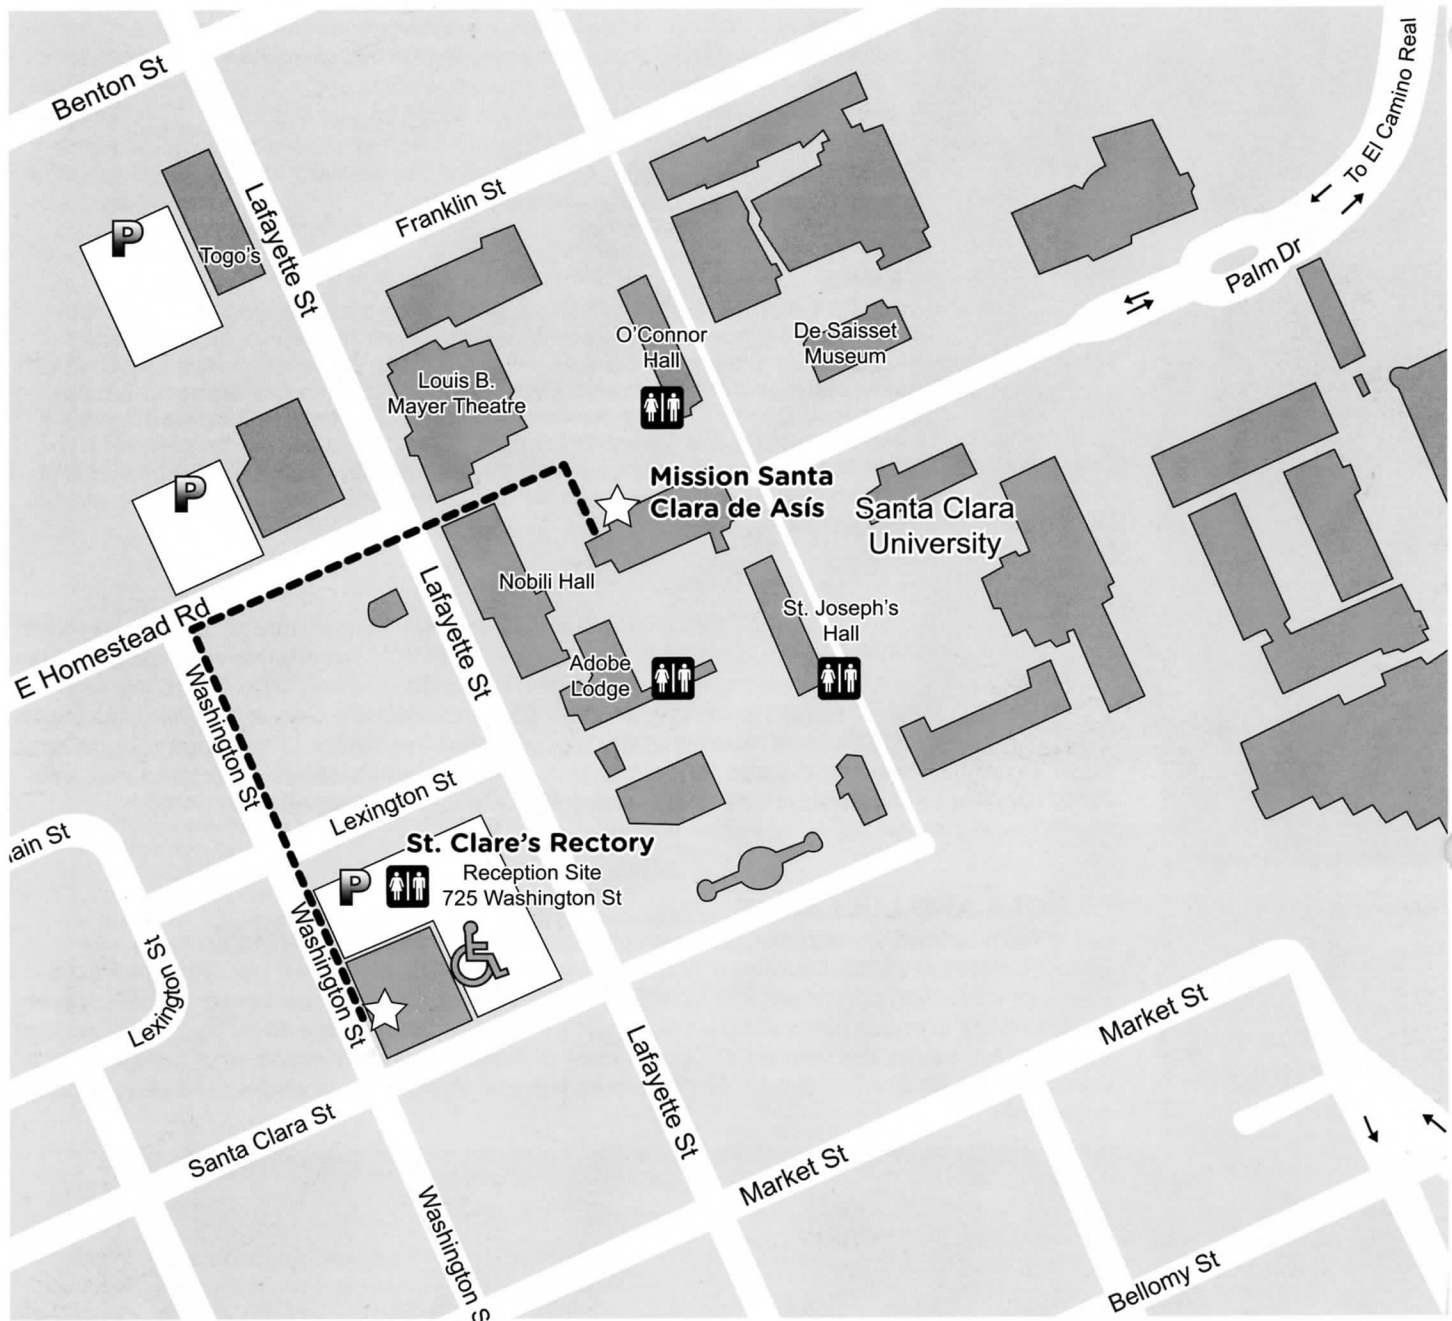 Benton St
To El Camino Real
P
Togo's
Lafayette St
Franklin St
Palm Dr
O'Connor
Hall
De Saisset
Museum
Louis B.
Mayer Theatre
P
Mission Santa
Clara de Asís
Santa Clara
University
Nobili Hall
E Homestead Rd
Lafayette St
St. Joseph's
Hall
Adobe
Lodge
Washington St
Lexington St
ain St
St. Clare's Rectory
P
Reception Site
725 Washington St
Washington St
Lexington St
Market St
Lafayette St
Santa Clara St
Market St
Washington S
Bellomy St